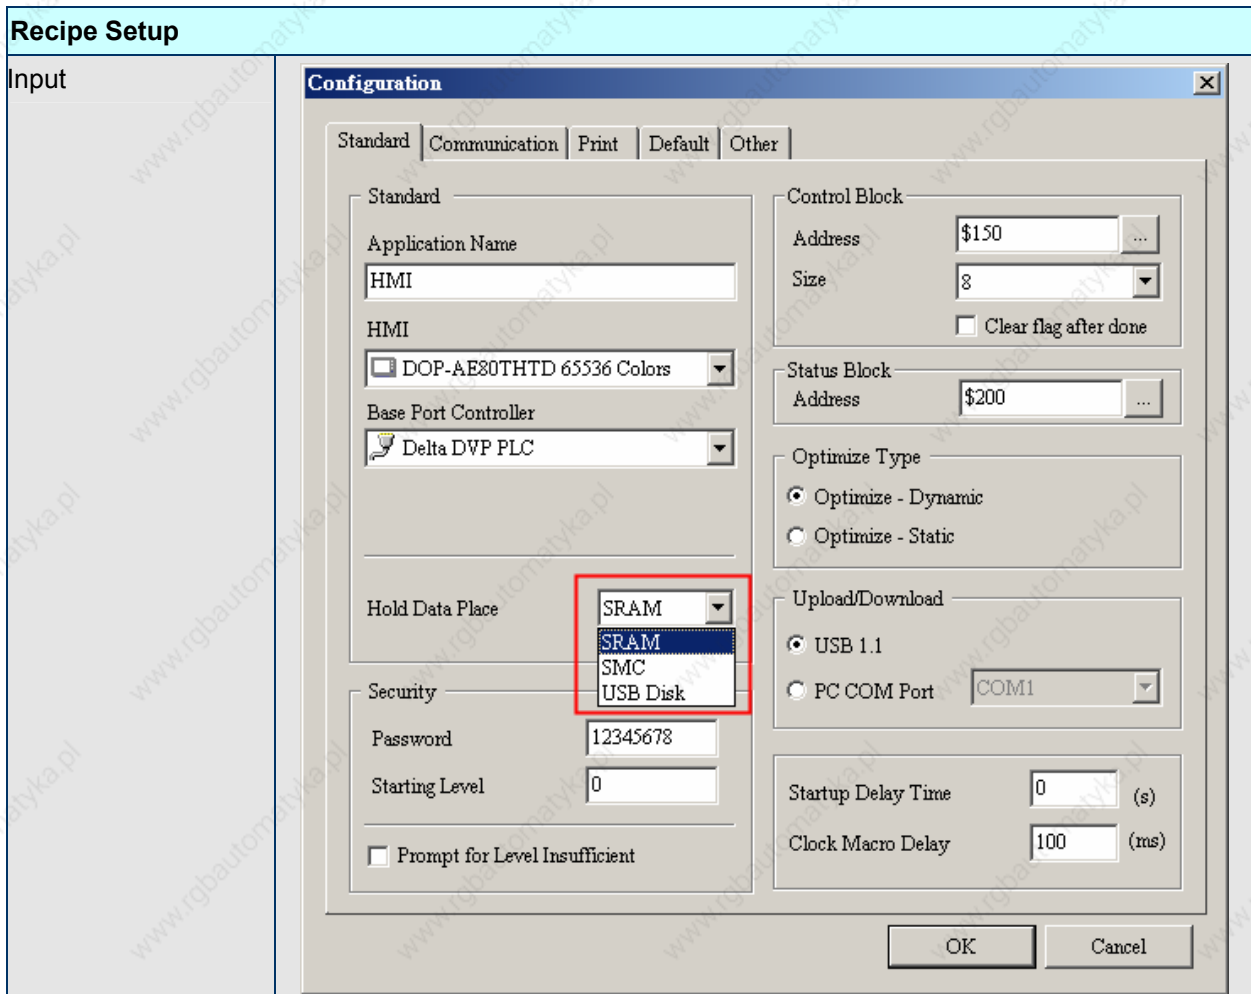 Recipe Setup
Input
Configuration
Standard Communication Print Default Other
Standard
Application Name
HMI
HMI
DOP-AE80THTD 65536 Colors
Base Port Controller
Delta DVP PLC
Hold Data Place SRAM
SRAM
SMC
USB Disk
Security
Password 12345678
Starting Level 0
Prompt for Level Insufficient
Control Block
Address $150 ...
Size 8
Clear flag after done
Status Block
Address $200 ...
Optimize Type
Optimize - Dynamic
Optimize - Static
Upload/Download
USB 1.1
PC COM Port COM1
Startup Delay Time 0 (s)
Clock Macro Delay 100 (ms)
OK Cancel
www.rgbautomatyka.pl